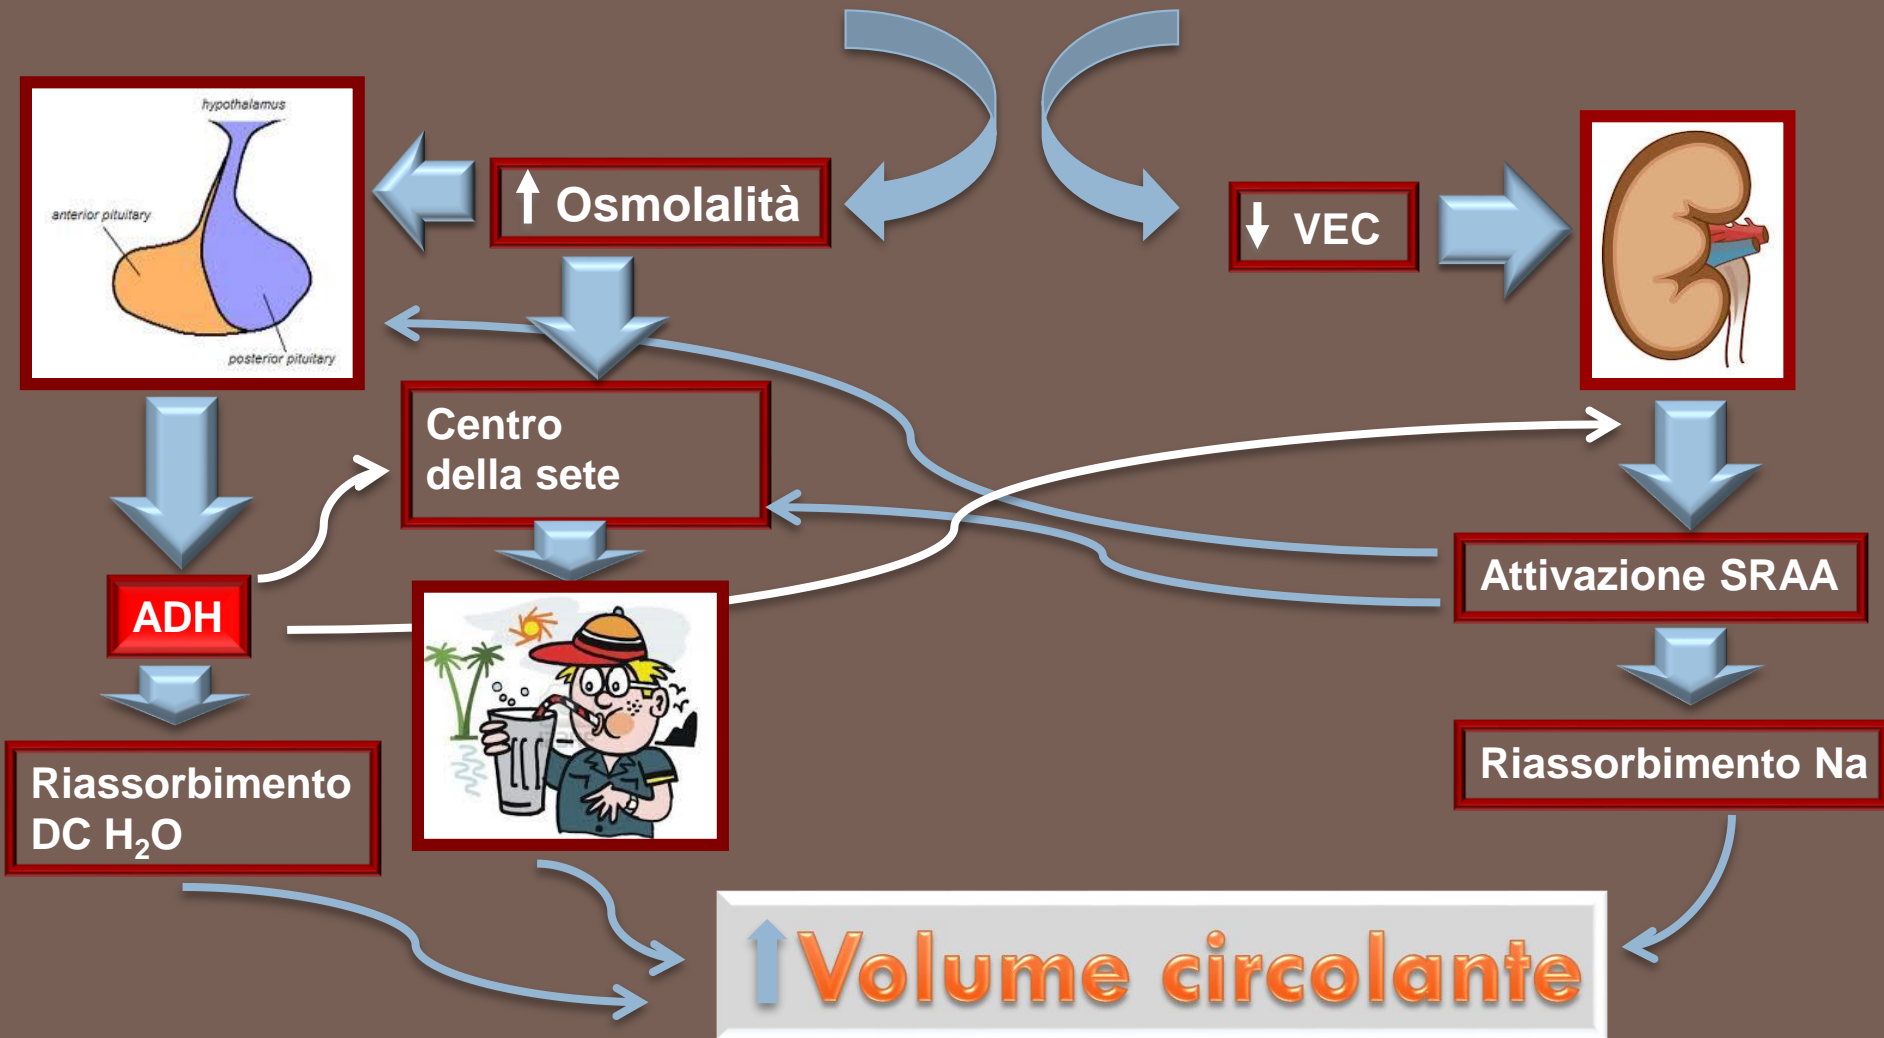 hypothalamus
anterior pituitary
posterior pituitary
Osmolalità
VEC
Centro
della sete
ADH
Attivazione SRAA
Riassorbimento
DC H₂O
Riassorbimento Na
Volume circolante